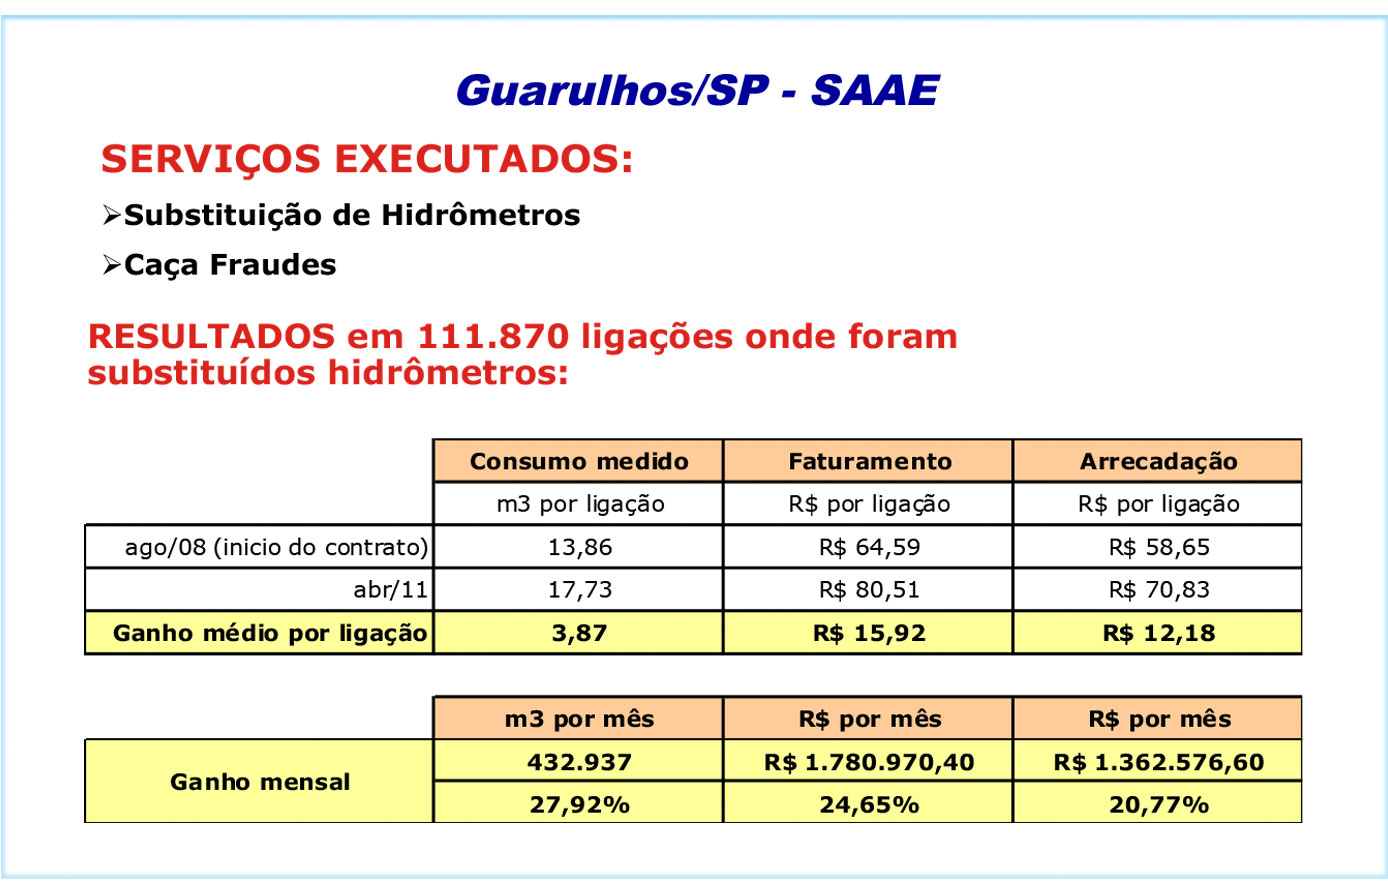 Guarulhos/SP - SAAE
SERVIÇOS EXECUTADOS:
➢Substituição de Hidrômetros
➢Caça Fraudes
RESULTADOS em 111.870 ligações onde foram
substituídos hidrômetros:
Consumo medido Faturamento Arrecadação
m3 por ligação R$ por ligação R$ por ligação
ago/08 (inicio do contrato) 13,86 R$ 64,59 R$ 58,65
abr/11 17,73 R$ 80,51 R$ 70,83
Ganho médio por ligação 3,87 R$ 15,92 R$ 12,18
m3 por mês R$ por mês R$ por mês
Ganho mensal 432.937 R$ 1.780.970,40 R$ 1.362.576,60
27,92% 24,65% 20,77%